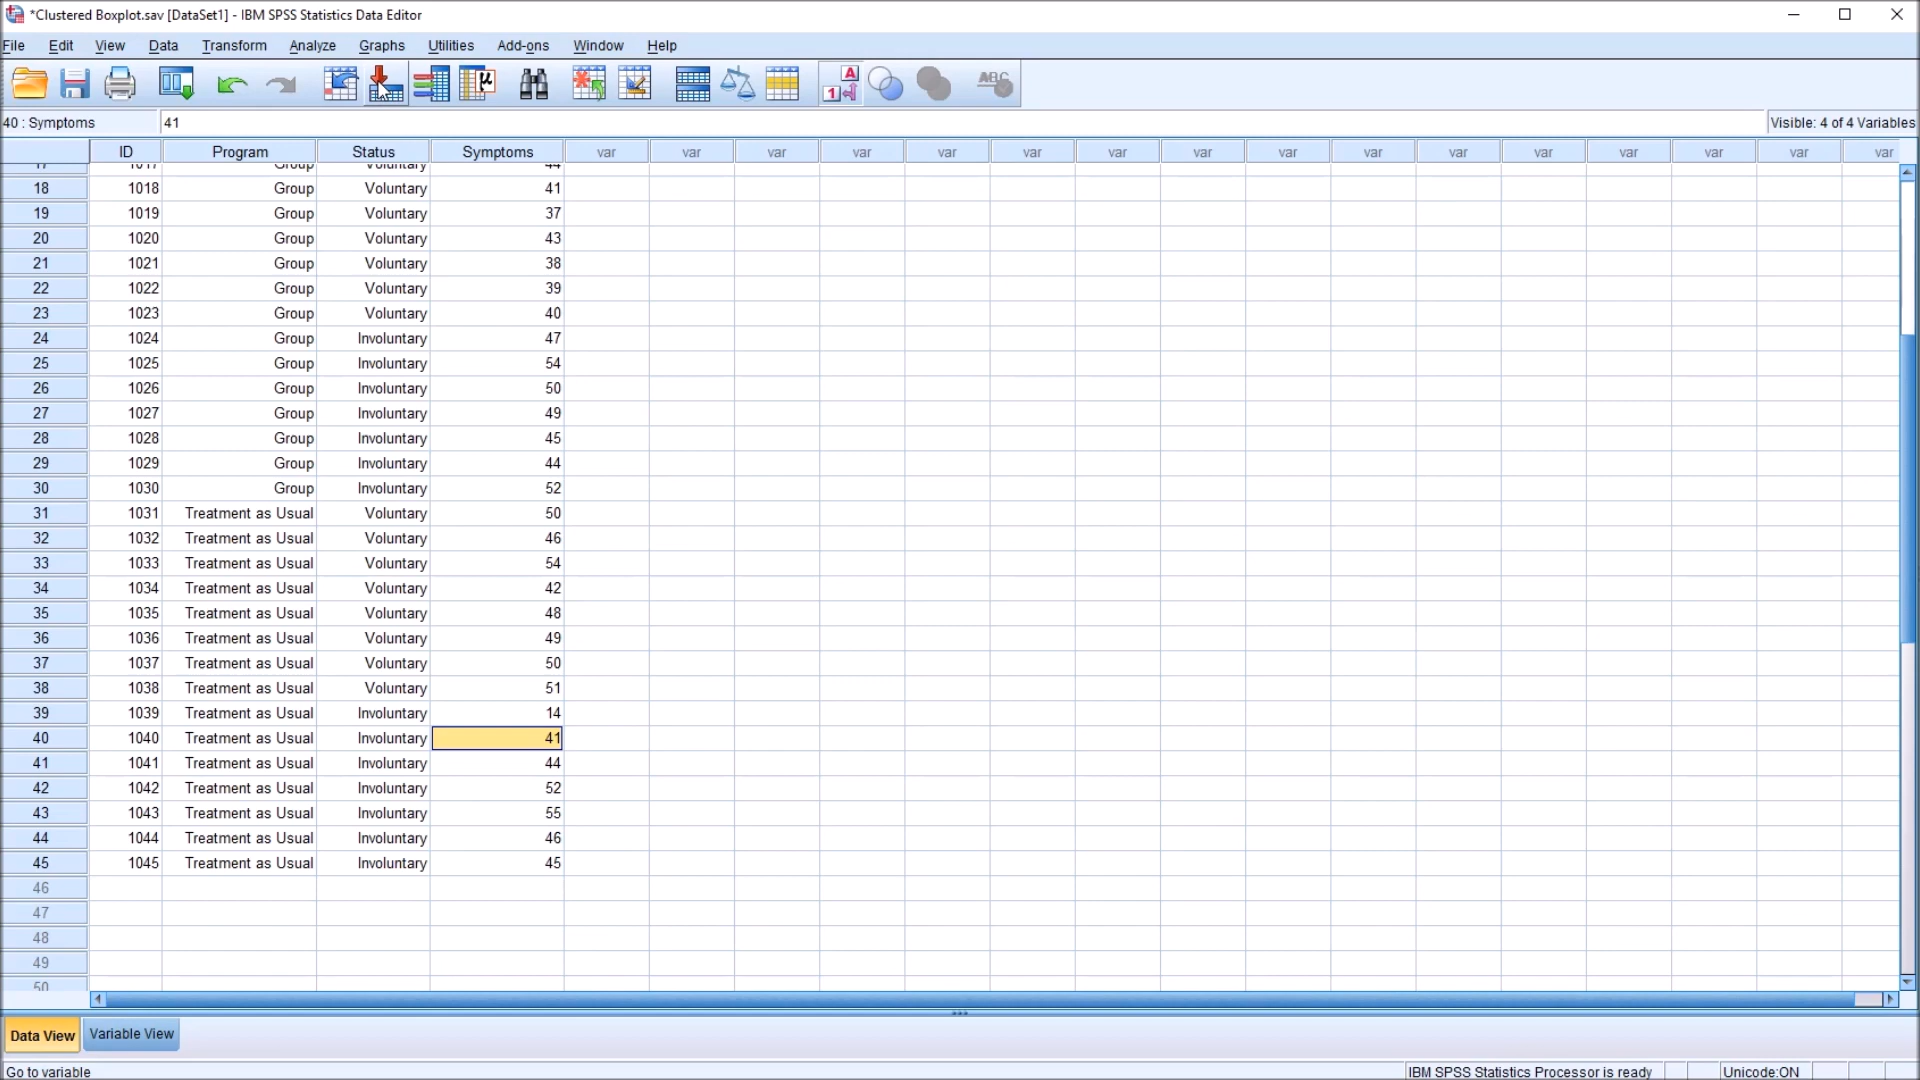 *Clustered Boxplot.sav [DataSet1] - IBM SPSS Statistics Data Editor
File Edit View Data Transform Analyze Graphs Utilities Add-ons Window Help
40 : Symptoms 41 Visible: 4 of 4 Variables
ID Program Status Symptoms var var var var var var var var var var var var var var var var
17 1017 Group Voluntary 44
18 1018 Group Voluntary 41
19 1019 Group Voluntary 37
20 1020 Group Voluntary 43
21 1021 Group Voluntary 38
22 1022 Group Voluntary 39
23 1023 Group Voluntary 40
24 1024 Group Involuntary 47
25 1025 Group Involuntary 54
26 1026 Group Involuntary 50
27 1027 Group Involuntary 49
28 1028 Group Involuntary 45
29 1029 Group Involuntary 44
30 1030 Group Involuntary 52
31 1031 Treatment as Usual Voluntary 50
32 1032 Treatment as Usual Voluntary 46
33 1033 Treatment as Usual Voluntary 54
34 1034 Treatment as Usual Voluntary 42
35 1035 Treatment as Usual Voluntary 48
36 1036 Treatment as Usual Voluntary 49
37 1037 Treatment as Usual Voluntary 50
38 1038 Treatment as Usual Voluntary 51
39 1039 Treatment as Usual Involuntary 14
40 1040 Treatment as Usual Involuntary 41
41 1041 Treatment as Usual Involuntary 44
42 1042 Treatment as Usual Involuntary 52
43 1043 Treatment as Usual Involuntary 55
44 1044 Treatment as Usual Involuntary 46
45 1045 Treatment as Usual Involuntary 45
46
47
48
49
50
Data View Variable View
Go to variable IBM SPSS Statistics Processor is ready Unicode:ON